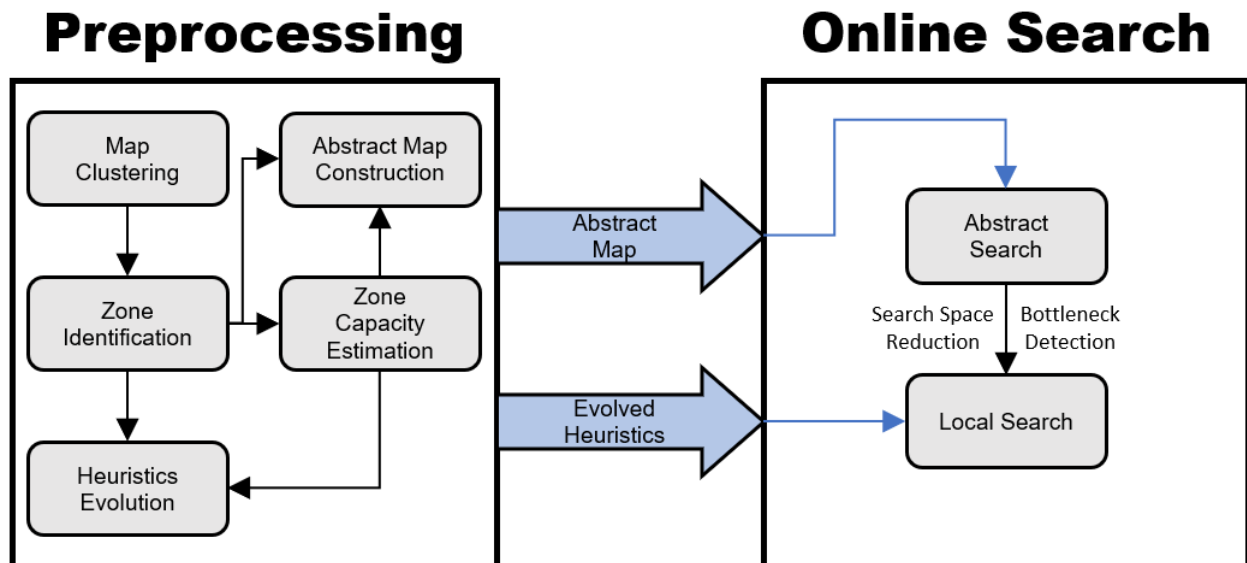 Preprocessing
Online Search
Map
Clustering
Abstract Map
Construction
Zone
Identification
Zone
Capacity
Estimation
Heuristics
Evolution
Abstract
Map
Evolved
Heuristics
Abstract
Search
Search Space
Reduction
Bottleneck
Detection
Local Search